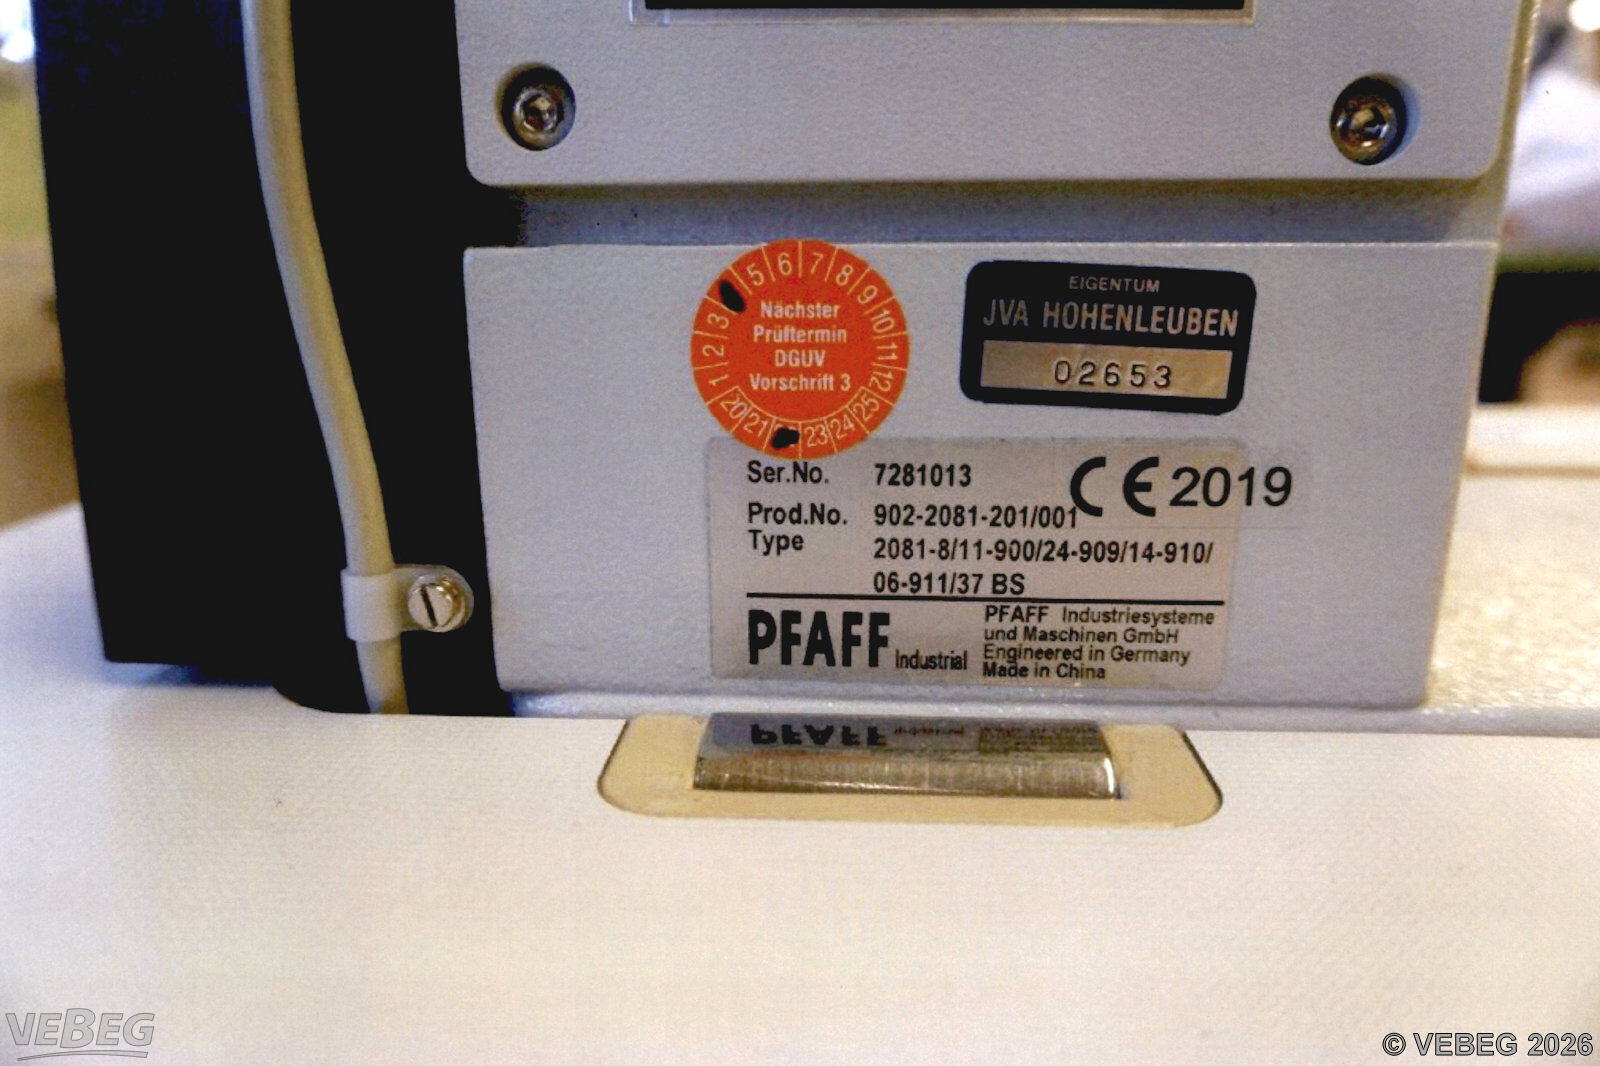 5 6 7 8 9 10 11 12
3 2 1
Nächster
Prüftermin
DGUV
Vorschrift 3
20 21 23 24 25
EIGENTUM
JVA HOHENLEUBEN
02653
Ser.No. 7281013
CE 2019
Prod.No. 902-2081-201/001
Type 2081-8/11-900/24-909/14-910/
06-911/37 BS
PFAFF Industrial
PFAFF Industriesysteme
und Maschinen GmbH
Engineered in Germany
Made in China
VEBEG
© VEBEG 2026